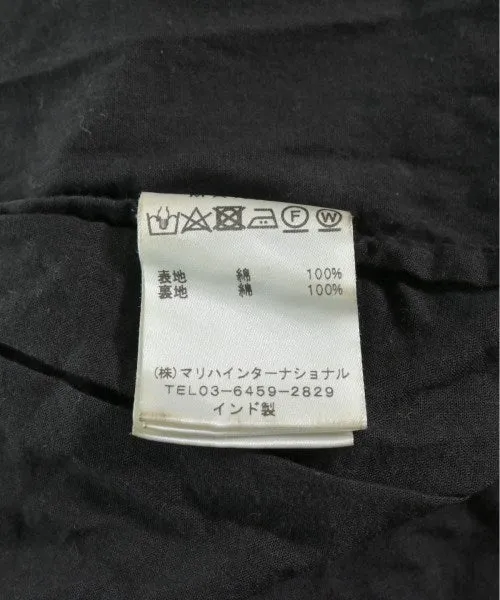 Ⓕ Ⓦ
表地 綿 100%
裏地 綿 100%
(株)マリハインターナショナル
TEL03-6459-2829
インド製